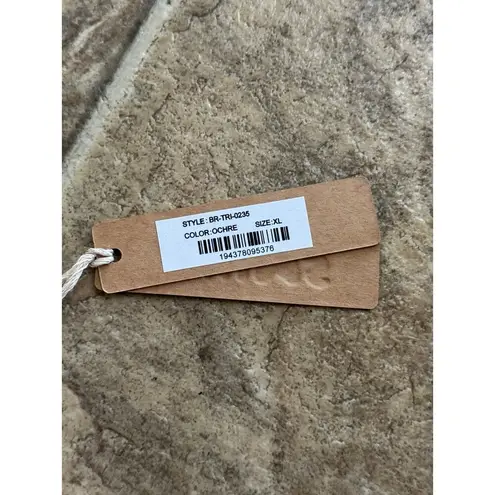 STYLE : BR-TRI-0235
COLOR:OCHRE SIZE:XL
194378095376